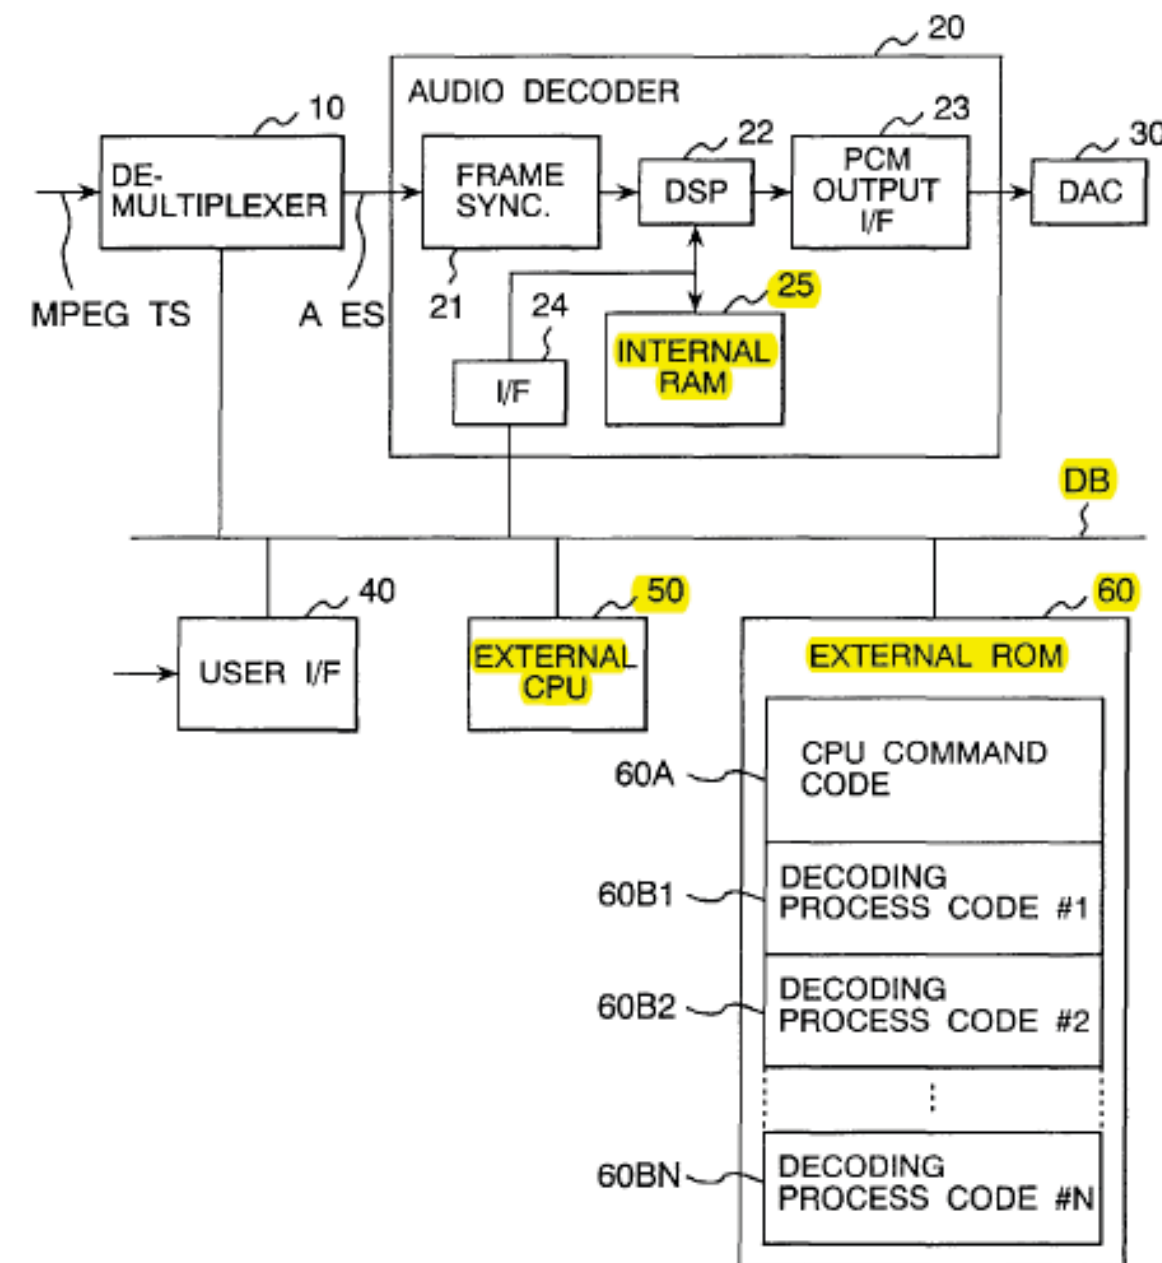 20
AUDIO DECODER
10
22
23
30
DE-
MULTIPLEXER
FRAME
SYNC.
DSP
PCM
OUTPUT
I/F
DAC
MPEG TS
A ES
21
24
25
INTERNAL
RAM
I/F
DB
40
50
60
USER I/F
EXTERNAL
CPU
EXTERNAL ROM
60A
CPU COMMAND
CODE
60B1
DECODING
PROCESS CODE #1
60B2
DECODING
PROCESS CODE #2
60BN
DECODING
PROCESS CODE #N